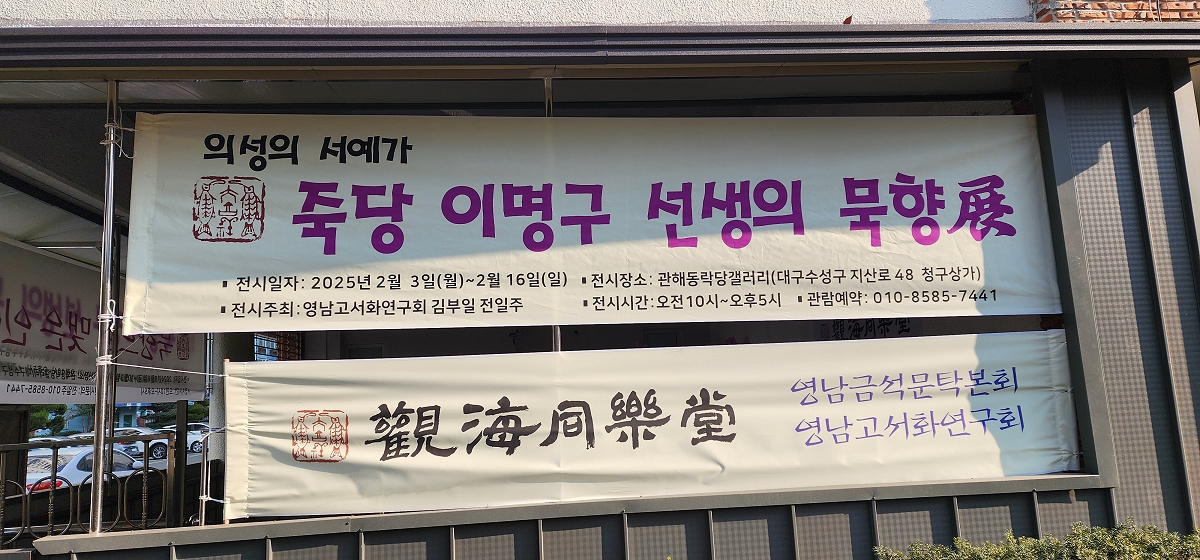 의성의 서예가
죽당 이명구 선생의 묵향展
▪ 전시일자: 2025년 2월 3일(월)~2월 16일(일) ▪ 전시장소: 관해동락당갤러리(대구수성구 지산로 48 청구상가)
▪ 전시주최: 영남고서화연구회 김부일 전일주 ▪ 전시시간: 오전10시~오후5시 ▪ 관람예약: 010-8585-7441
觀海同樂堂
영남금석문탁본회
영남고서화연구회
전일주 010-8585-7441